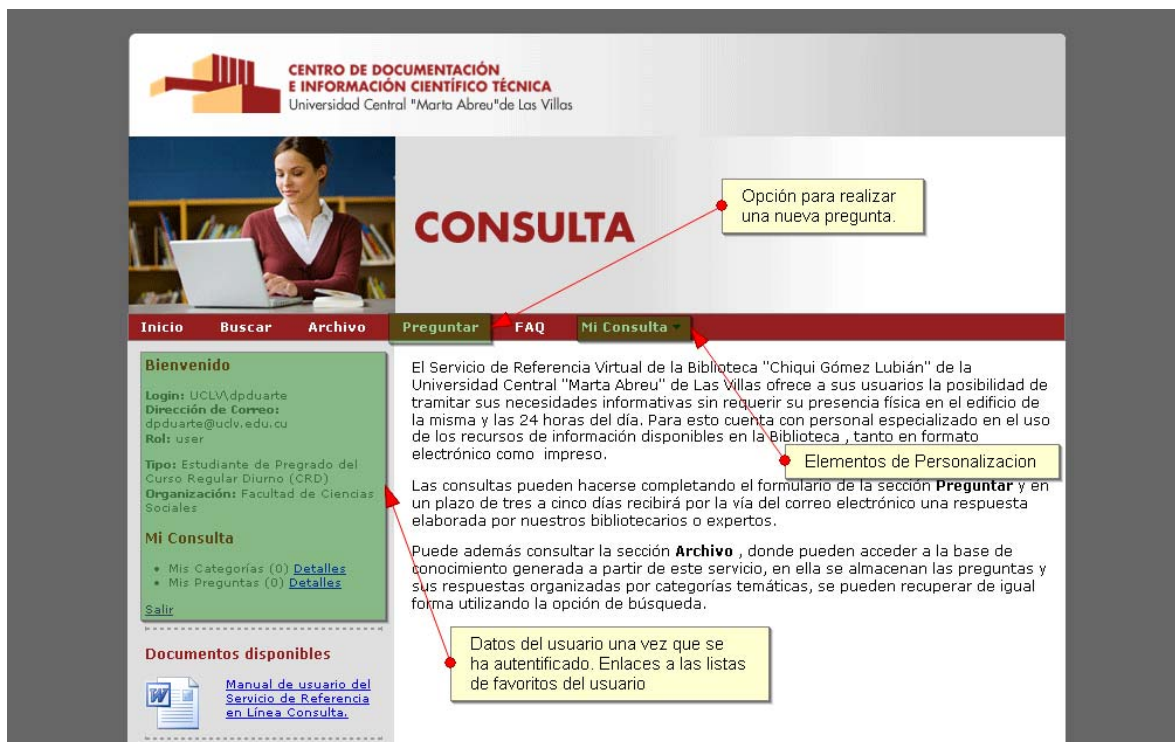 CENTRO DE DOCUMENTACIÓN
E INFORMACIÓN CIENTÍFICO TÉCNICA
Universidad Central "Marta Abreu"de Las Villas
CONSULTA
Opción para realizar
una nueva pregunta.
Inicio Buscar Archivo Preguntar FAQ Mi Consulta
Bienvenido
Login: UCLV\dpduarte
Dirección de Correo:
dpduarte@uclv.edu.cu
Rol: user
Tipo: Estudiante de Pregrado del
Curso Regular Diurno (CRD)
Organización: Facultad de Ciencias
Sociales
Mi Consulta
• Mis Categorías (0) Detalles
• Mis Preguntas (0) Detalles
Salir
Documentos disponibles
Manual de usuario del
Servicio de Referencia
en Línea Consulta.
El Servicio de Referencia Virtual de la Biblioteca "Chiqui Gómez Lubián" de la
Universidad Central "Marta Abreu" de Las Villas ofrece a sus usuarios la posibilidad de
tramitar sus necesidades informativas sin requerir su presencia física en el edificio de
la misma y las 24 horas del día. Para esto cuenta con personal especializado en el uso
de los recursos de información disponibles en la Biblioteca , tanto en formato
electrónico como impreso.
Elementos de Personalizacion
Las consultas pueden hacerse completando el formulario de la sección Preguntar y en
un plazo de tres a cinco días recibirá por la vía del correo electrónico una respuesta
elaborada por nuestros bibliotecarios o expertos.
Puede además consultar la sección Archivo , donde pueden acceder a la base de
conocimiento generada a partir de este servicio, en ella se almacenan las preguntas y
sus respuestas organizadas por categorías temáticas, se pueden recuperar de igual
forma utilizando la opción de búsqueda.
Datos del usuario una vez que se
ha autentificado. Enlaces a las listas
de favoritos del usuario